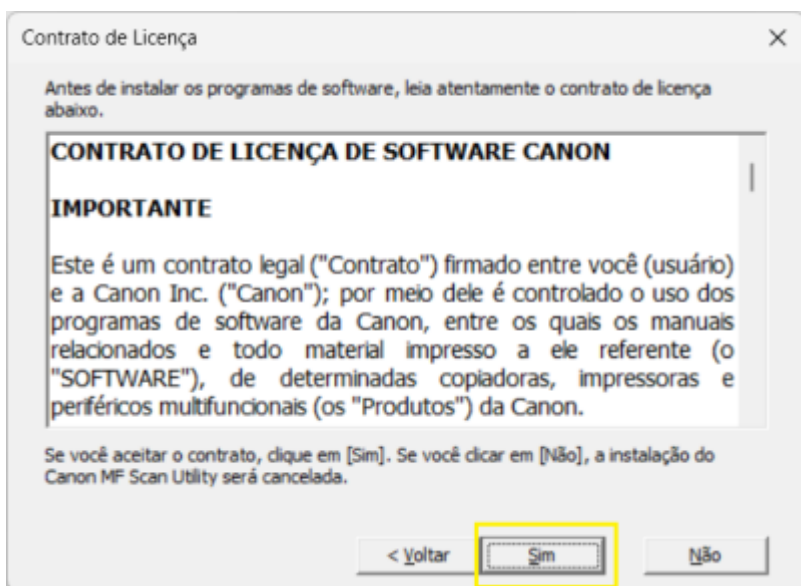 Contrato de Licença
Antes de instalar os programas de software, leia atentamente o contrato de licença
abaixo.
CONTRATO DE LICENÇA DE SOFTWARE CANON
IMPORTANTE
Este é um contrato legal ("Contrato") firmado entre você (usuário)
e a Canon Inc. ("Canon"); por meio dele é controlado o uso dos
programas de software da Canon, entre os quais os manuais
relacionados e todo material impresso a ele referente (o
"SOFTWARE"), de determinadas copiadoras, impressoras e
periféricos multifuncionais (os "Produtos") da Canon.
Se você aceitar o contrato, clique em [Sim]. Se você clicar em [Não], a instalação do
Canon MF Scan Utility será cancelada.
< Voltar Sim Não